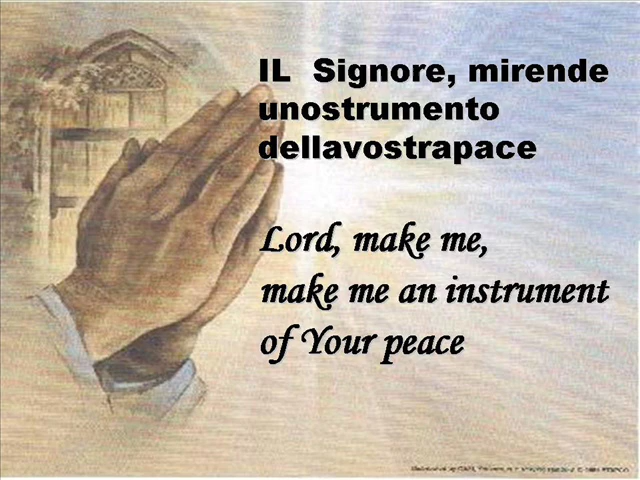 IL Signore, mirende
unostrumento
dellavostrapace
Lord, make me,
make me an instrument
of Your peace